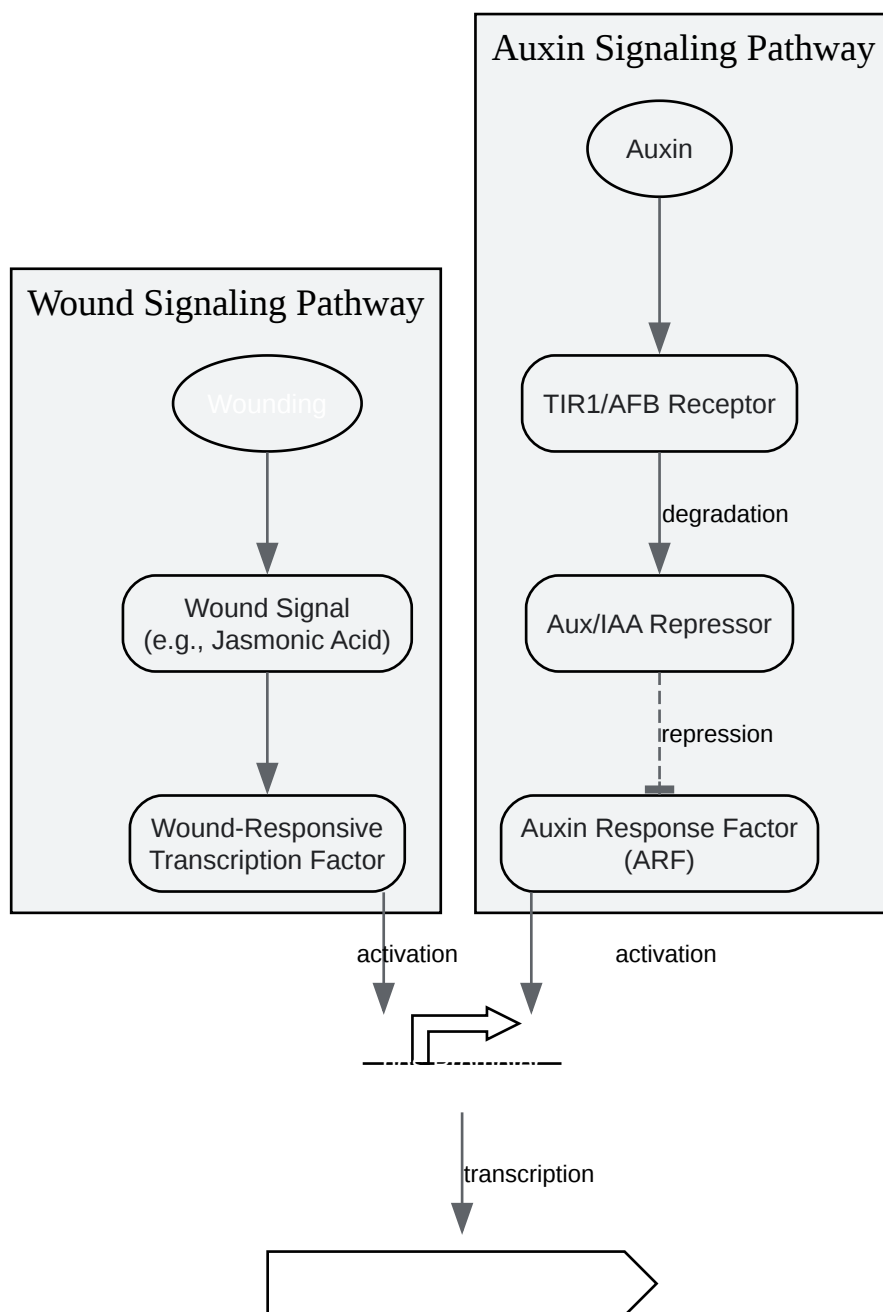 Auxin Signaling Pathway
Auxin
Wound Signaling Pathway
Wounding
TIR1/AFB Receptor
degradation
Wound Signal
(e.g., Jasmonic Acid)
Aux/IAA Repressor
repression
Wound-Responsive
Transcription Factor
Auxin Response Factor
(ARF)
activation
activation
transcription